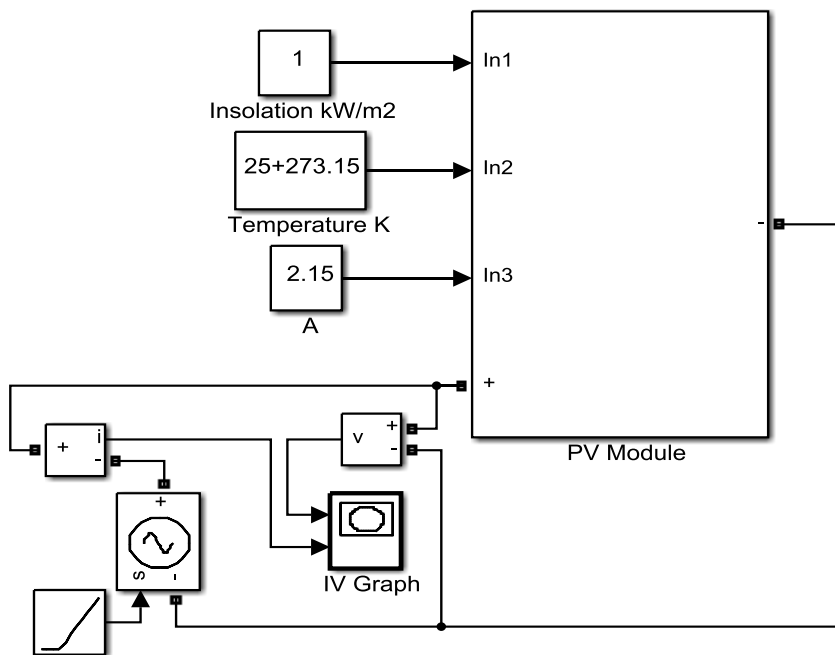 1
In1
Insolation kW/m2
25+273.15
In2
Temperature K
-
2.15
In3
A
+
PV Module
+
i
-
v
+
-
+
s
-
IV Graph